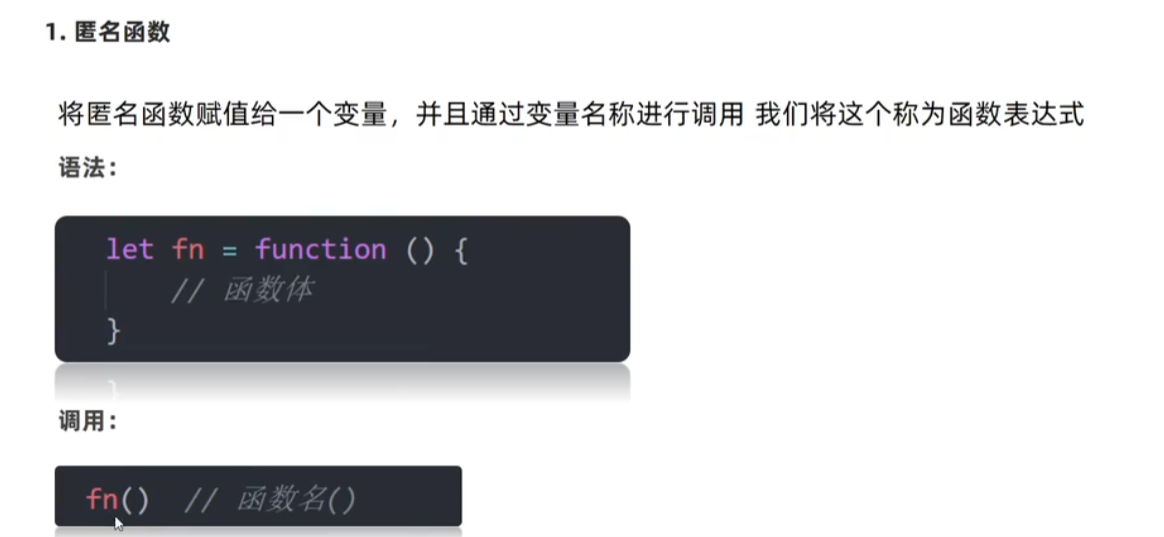 1. 匿名函数
将匿名函数赋值给一个变量，并且通过变量名称进行调用 我们将这个称为函数表达式
语法：
let fn = function () {
// 函数体
}
调用：
fn() // 函数名()